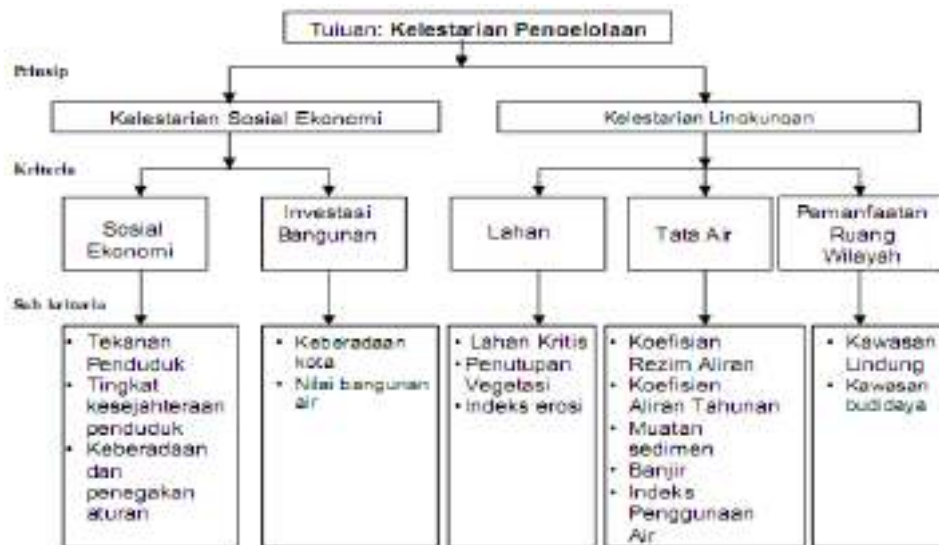 Tujuan: Kelestarian Pengelolaan
Prinsip
Kelestarian Sosial Ekonomi
Kelestarian Lingkungan
Kriteria
Sosial
Ekonomi
Investasi
Bangunan
Lahan
Tata Air
Pemanfaatan
Ruang
Wilayah
Sub kriteria
• Tekanan
Penduduk
• Tingkat
kesejahteraan
penduduk
• Keberadaan
dan
penegakan
aturan
• Keberadaan
kota
• Nilai bangunan
air
• Lahan Kritis
• Penutupan
Vegetasi
• Indeks erosi
• Koefisian
Rezim Aliran
• Koefisien
Aliran Tahunan
• Muatan
sedimen
• Banjir
• Indeks
Penggunaan
Air
• Kawasan
Lindung
• Kawasan
budidaya